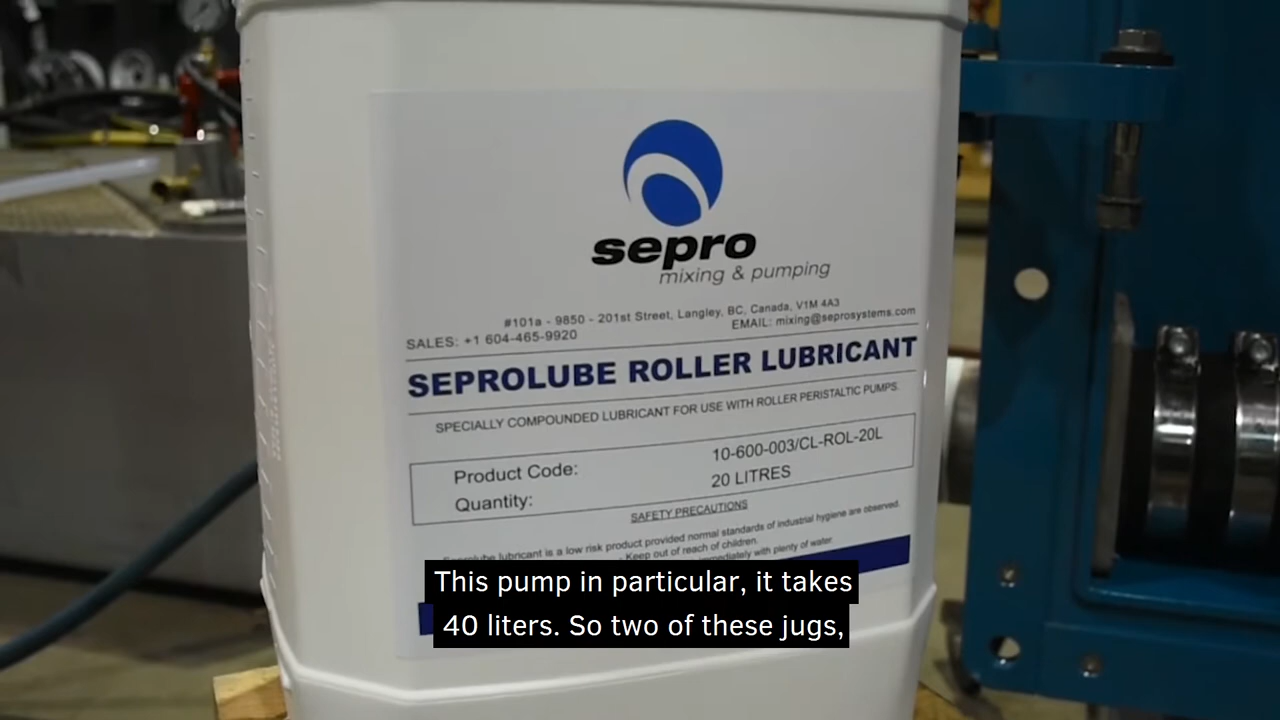 sepro
mixing & pumping
#101a - 9850 - 201st Street, Langley, BC, Canada, V1M 4A3
SALES: +1 604-465-9920 EMAIL: mixing@seprosystems.com
SEPROLUBE ROLLER LUBRICANT
SPECIALLY COMPOUNDED LUBRICANT FOR USE WITH ROLLER PERISTALTIC PUMPS.
Product Code: 10-600-003/CL-ROL-20L
Quantity: 20 LITRES
SAFETY PRECAUTIONS
Seprolube lubricant is a low risk product provided normal standards of industrial hygiene are observed.
- Keep out of reach of children.
immediately with plenty of water.
This pump in particular, it takes
40 liters. So two of these jugs,